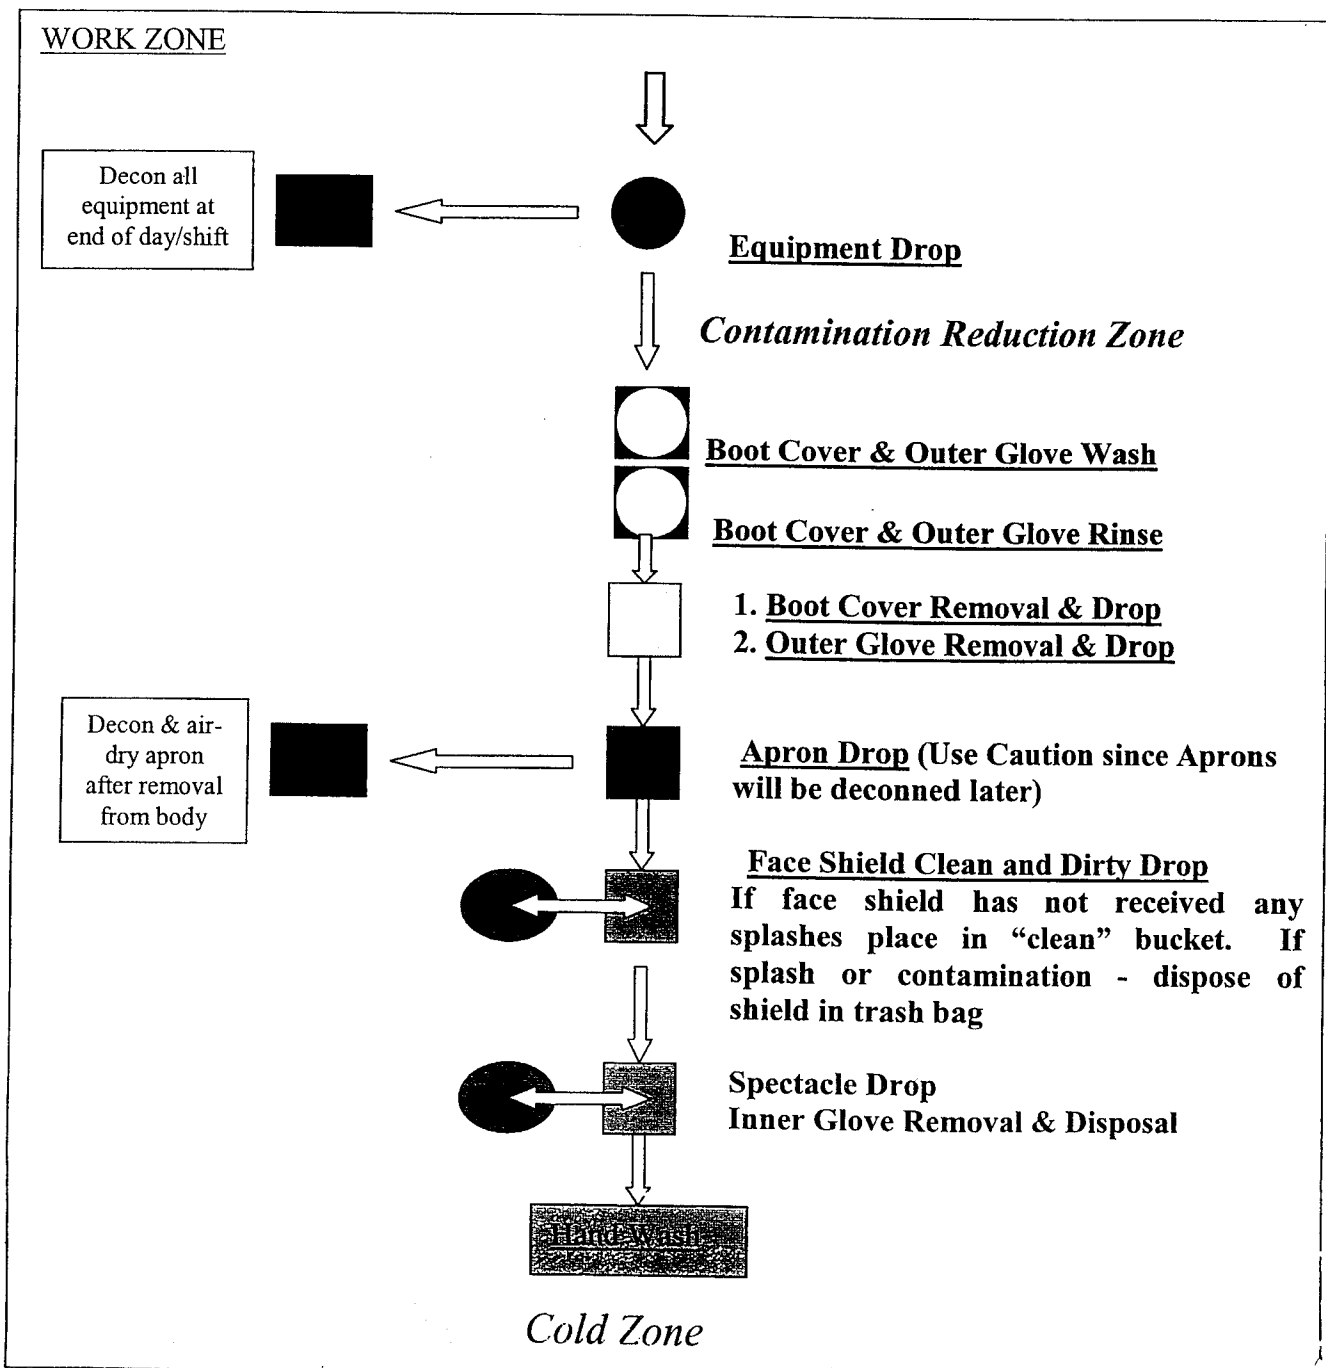 WORK ZONE
Decon all
equipment at
end of day/shift
Equipment Drop
Contamination Reduction Zone
Boot Cover & Outer Glove Wash
Boot Cover & Outer Glove Rinse
1. Boot Cover Removal & Drop
2. Outer Glove Removal & Drop
Decon & air-
dry apron
after removal
from body
Apron Drop (Use Caution since Aprons
will be deconned later)
Face Shield Clean and Dirty Drop
If face shield has not received any
splashes place in “clean” bucket. If
splash or contamination - dispose of
shield in trash bag
Spectacle Drop
Inner Glove Removal & Disposal
Hand Wash
Cold Zone